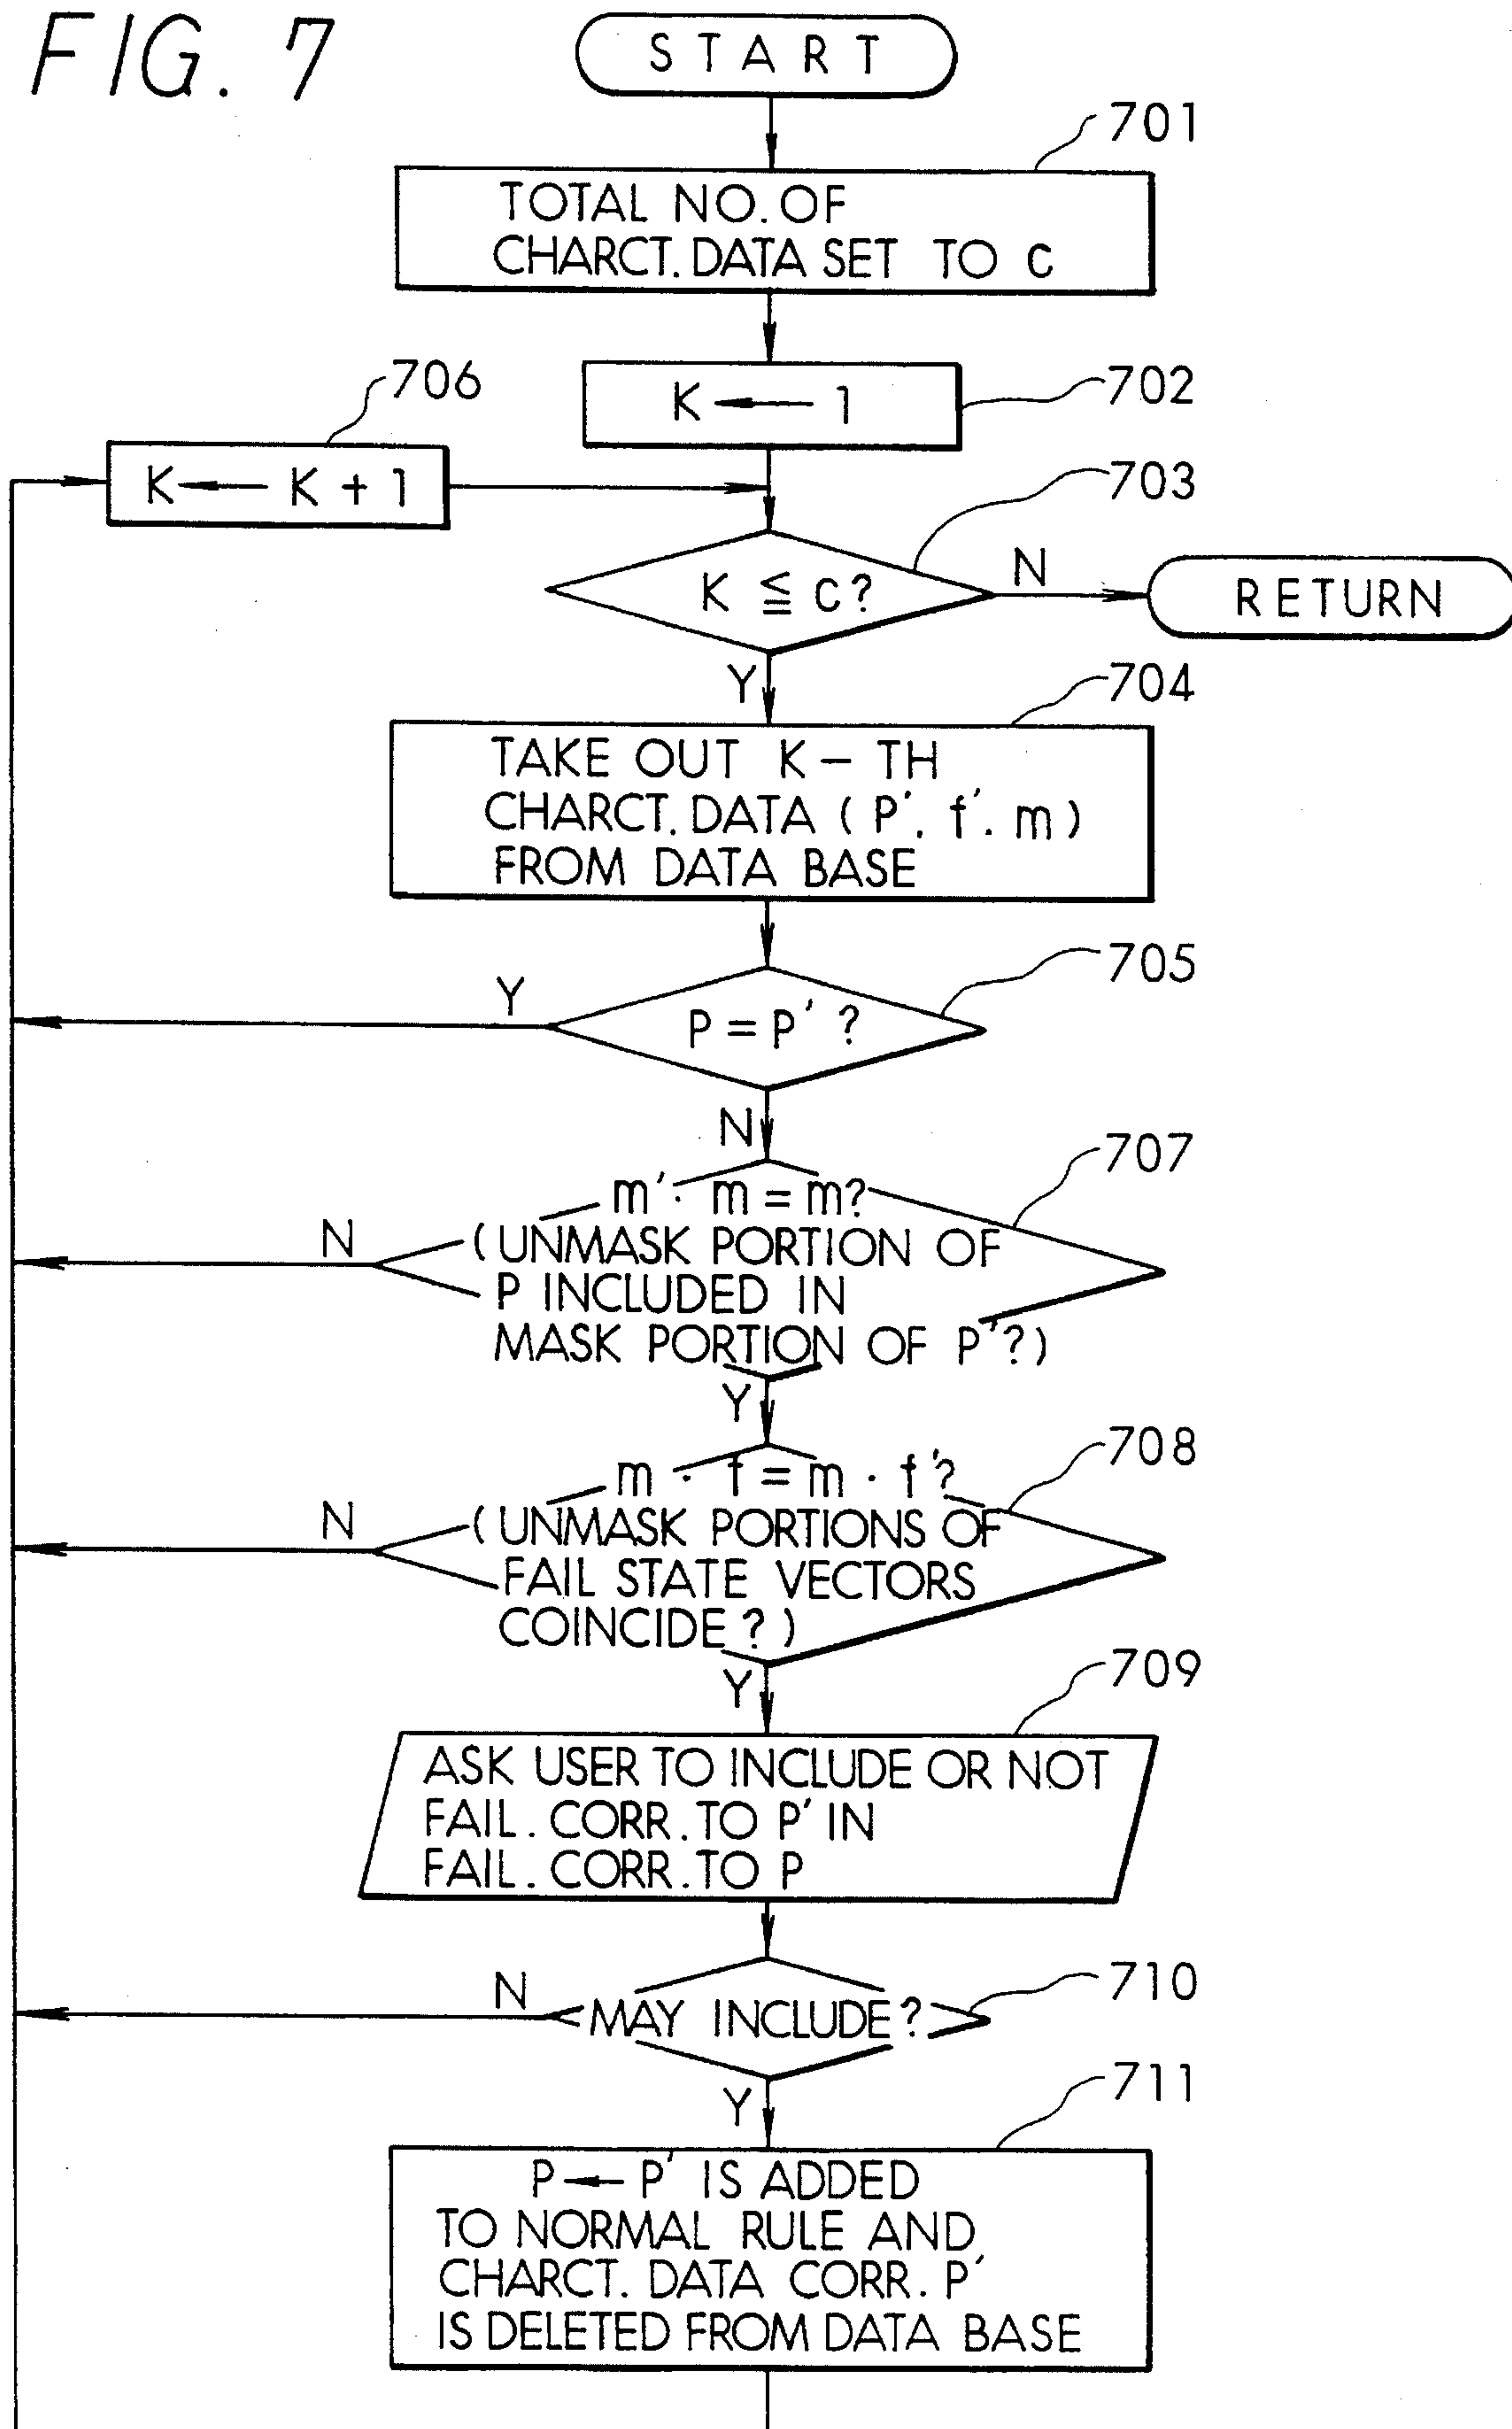 FIG. 7
START
701
TOTAL NO. OF
CHARCT. DATA SET TO C
706
702
K ← 1
K ← K + 1
703
K ≦ C?
N
RETURN
Y
704
TAKE OUT K - TH
CHARCT. DATA ( P', f', m )
FROM DATA BASE
705
Y
P = P' ?
N
707
m' · m = m?
N
( UNMASK PORTION OF
P INCLUDED IN
MASK PORTION OF P'?)
Y
708
m · f = m · f'?
N
( UNMASK PORTIONS OF
FAIL STATE VECTORS
COINCIDE ? )
Y
709
ASK USER TO INCLUDE OR NOT
FAIL. CORR. TO P' IN
FAIL. CORR. TO P
710
N
MAY INCLUDE ?
Y
711
P ← P' IS ADDED
TO NORMAL RULE AND
CHARCT. DATA CORR. P'
IS DELETED FROM DATA BASE